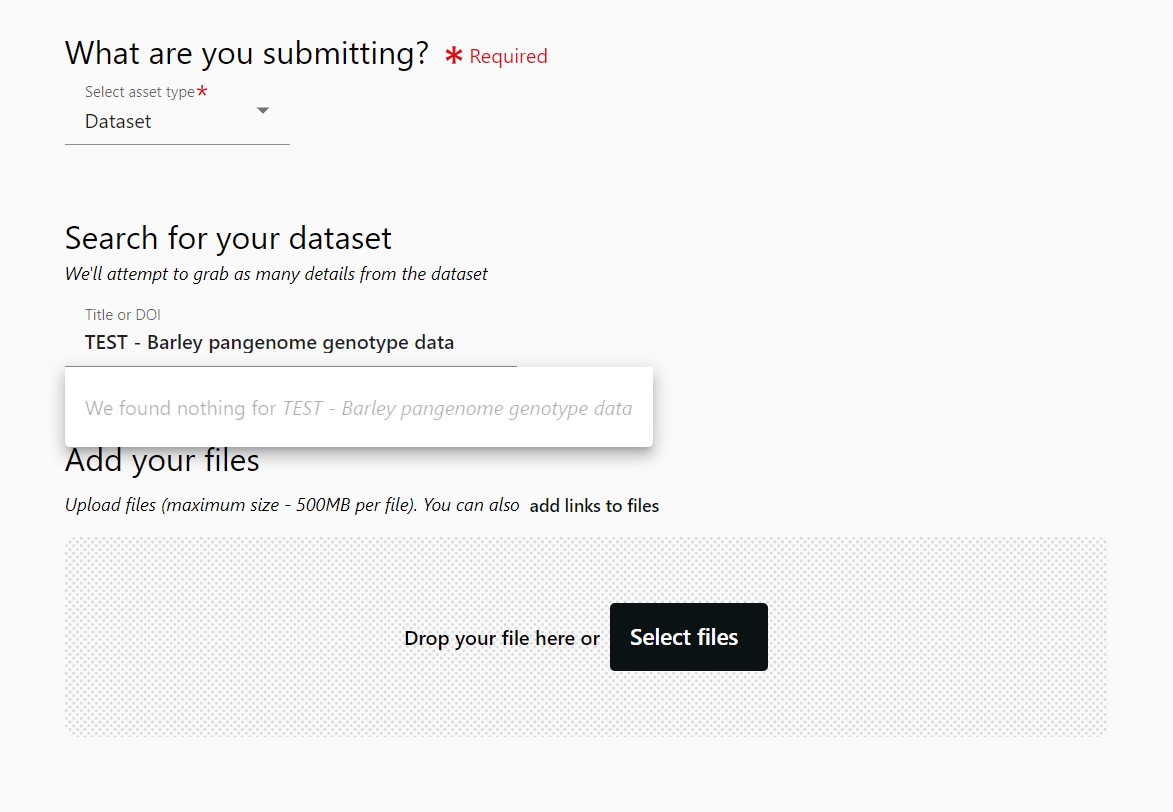 What are you submitting? * Required
Select asset type*
Dataset
Search for your dataset
We'll attempt to grab as many details from the dataset
Title or DOI
TEST - Barley pangenome genotype data
We found nothing for TEST - Barley pangenome genotype data
Add your files
Upload files (maximum size - 500MB per file). You can also add links to files
Drop your file here or Select files